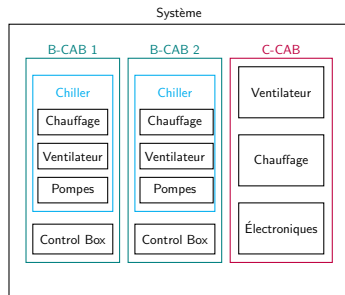 Système
B-CAB 1
B-CAB 2
C-CAB
Chiller
Chauffage
Ventilateur
Pompes
Control Box
Chiller
Chauffage
Ventilateur
Pompes
Control Box
Ventilateur
Chauffage
Électroniques